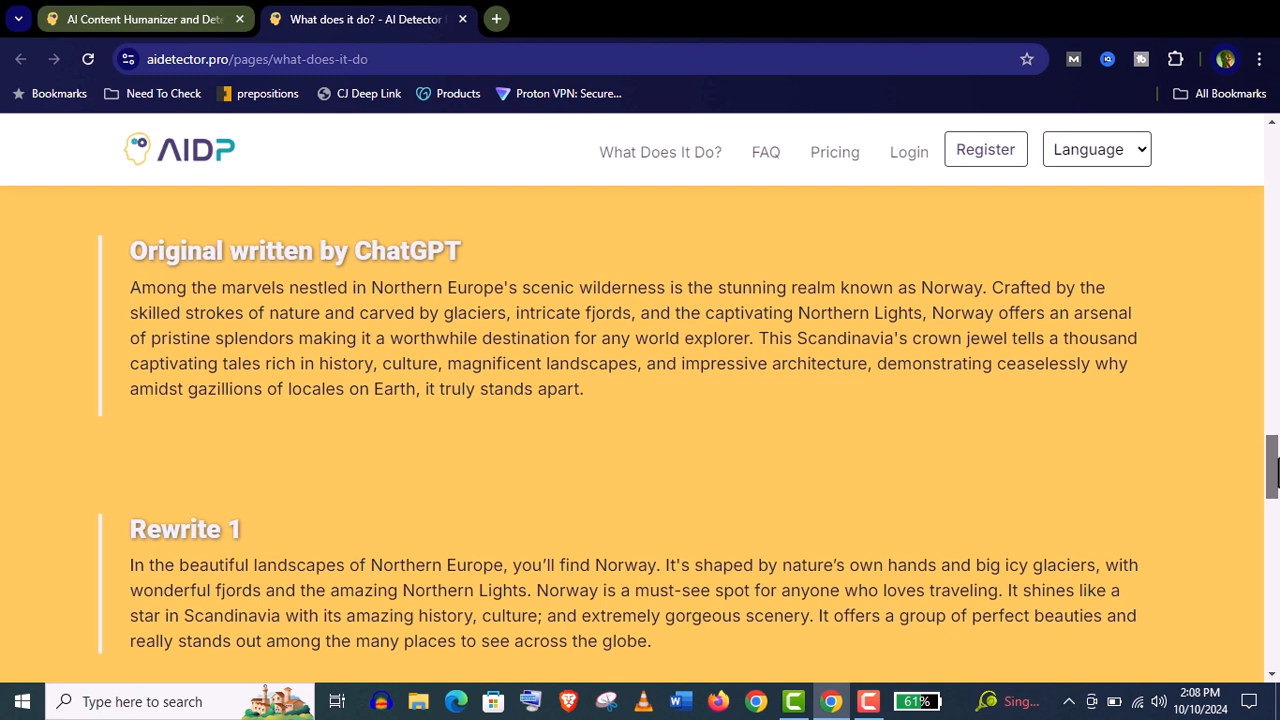 AI Content Humanizer and Dete
What does it do? - AI Detector
aidetector.pro/pages/what-does-it-do
Bookmarks
Need To Check
prepositions
CJ Deep Link
Products
Proton VPN: Secure...
All Bookmarks
AIDP
What Does It Do?
FAQ
Pricing
Login
Register
Language
Original written by ChatGPT
Among the marvels nestled in Northern Europe's scenic wilderness is the stunning realm known as Norway. Crafted by the
skilled strokes of nature and carved by glaciers, intricate fjords, and the captivating Northern Lights, Norway offers an arsenal
of pristine splendors making it a worthwhile destination for any world explorer. This Scandinavia's crown jewel tells a thousand
captivating tales rich in history, culture, magnificent landscapes, and impressive architecture, demonstrating ceaselessly why
amidst gazillions of locales on Earth, it truly stands apart.
Rewrite 1
In the beautiful landscapes of Northern Europe, you’ll find Norway. It's shaped by nature’s own hands and big icy glaciers, with
wonderful fjords and the amazing Northern Lights. Norway is a must-see spot for anyone who loves traveling. It shines like a
star in Scandinavia with its amazing history, culture; and extremely gorgeous scenery. It offers a group of perfect beauties and
really stands out among the many places to see across the globe.
Type here to search
61%
Sing...
2:08 PM
10/10/2024